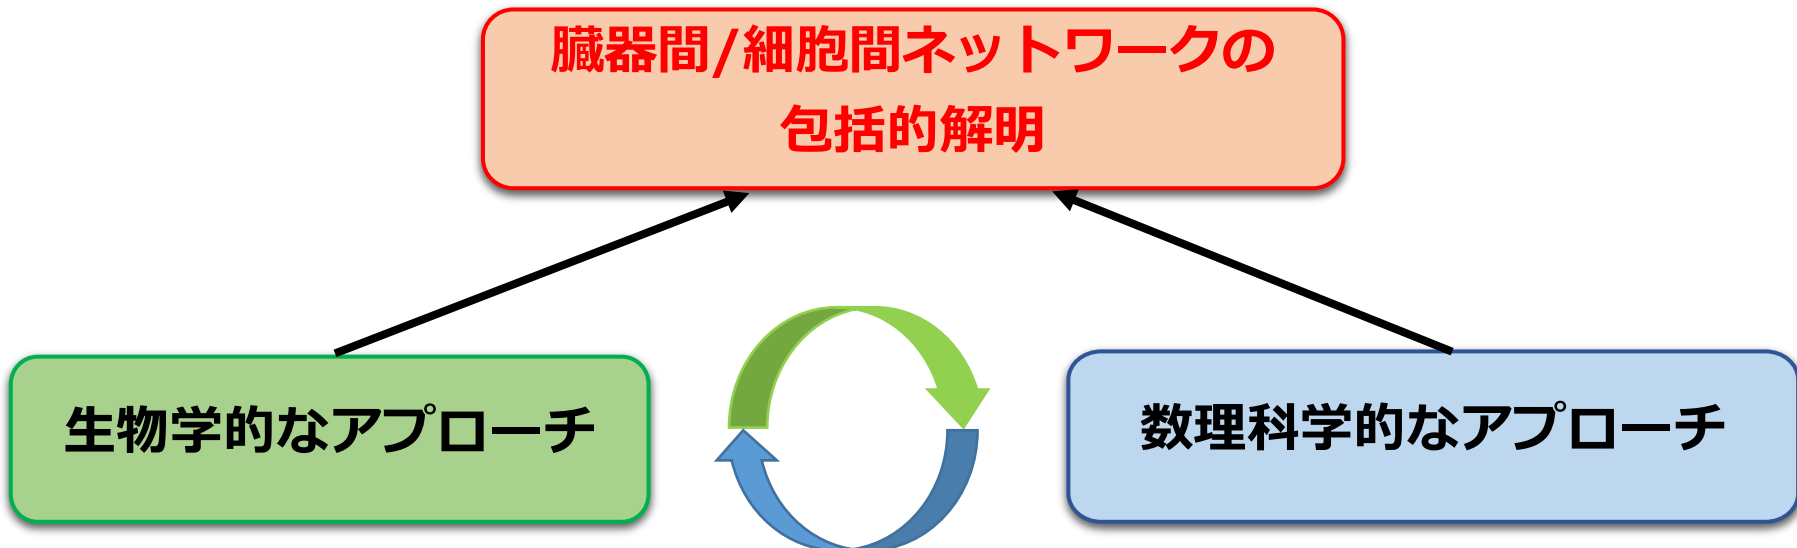 臓器間/細胞間ネットワークの
包括的解明
生物学的なアプローチ
数理科学的なアプローチ